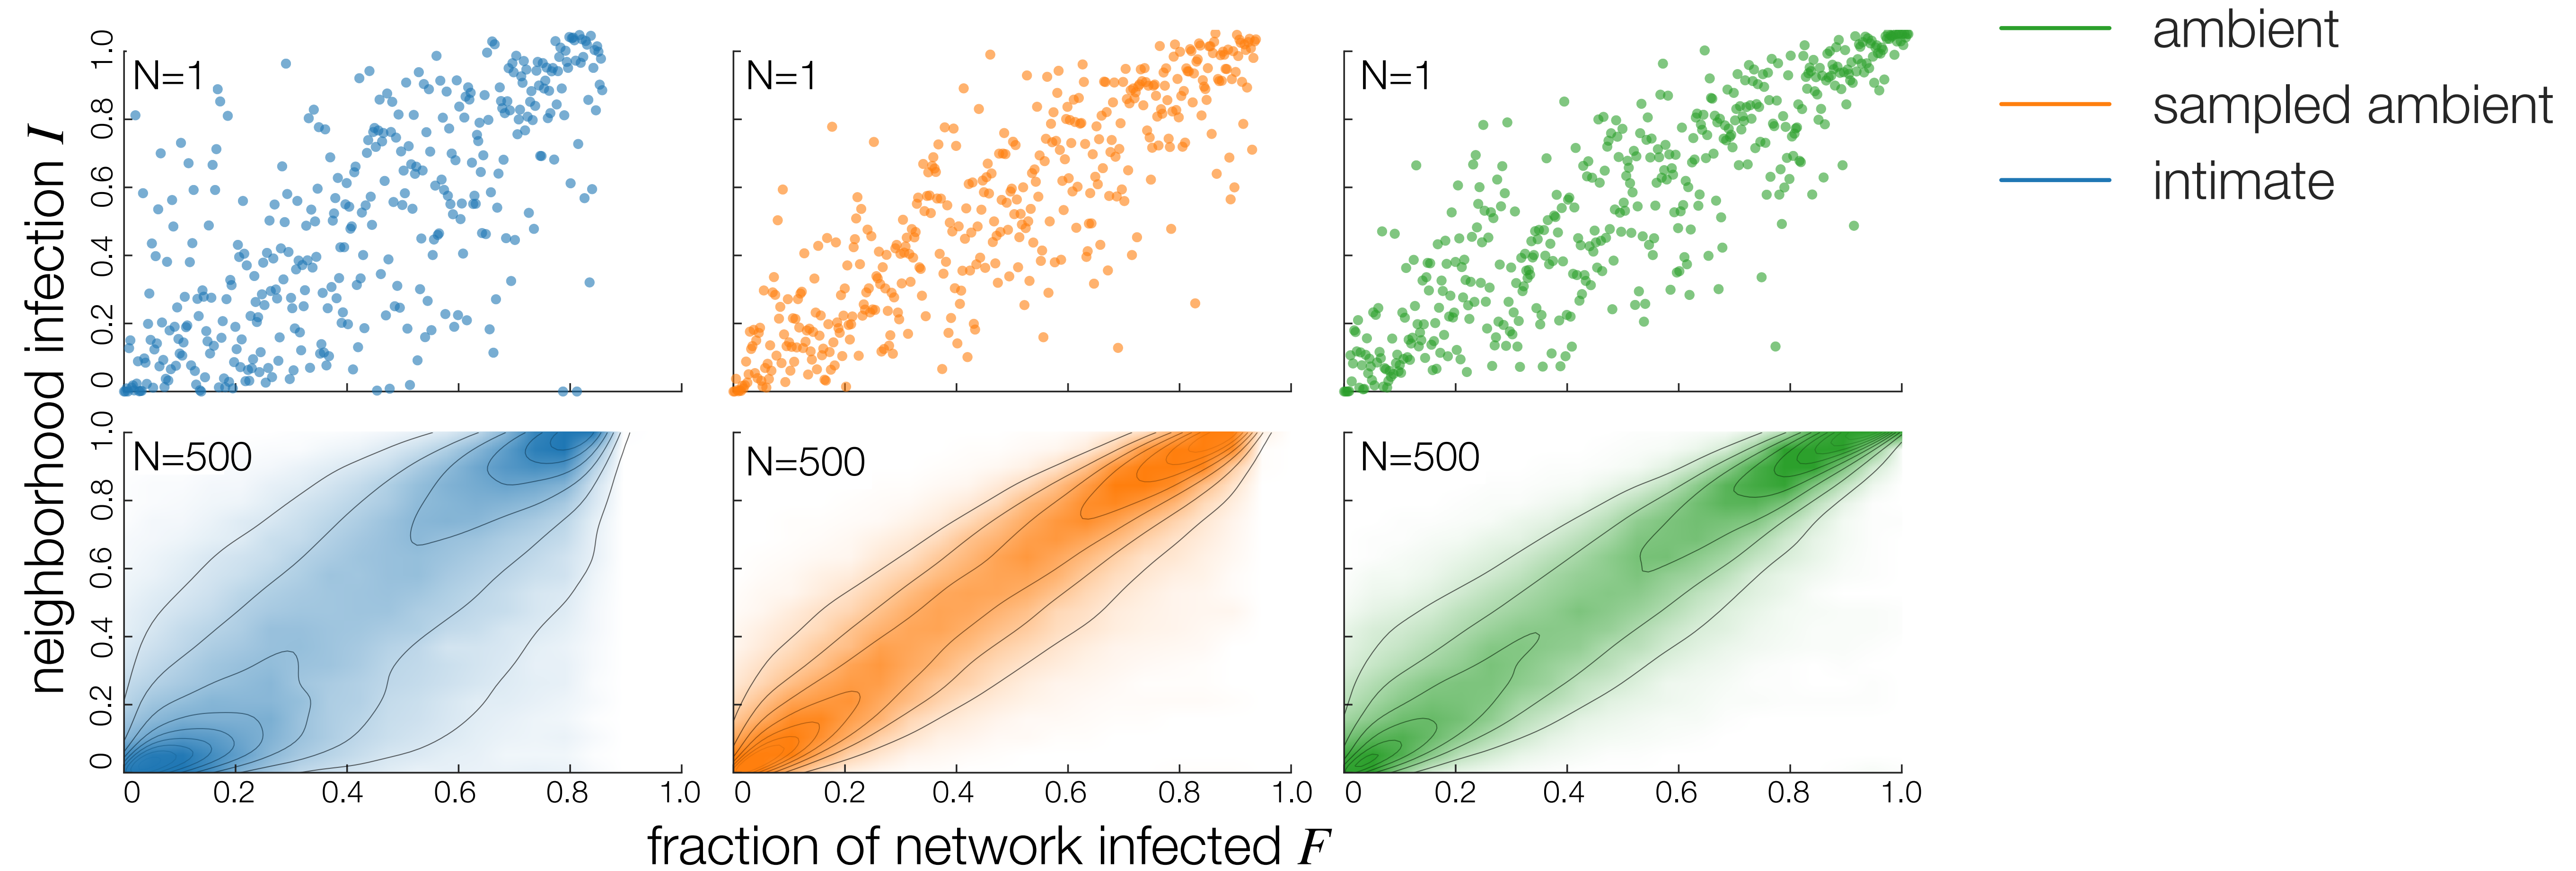 N=1
N=1
N=1
ambient
sampled ambient
intimate
neighborhood infection I
1.0
0.8
0.6
0.4
0.2
0
N=500
N=500
N=500
1.0
0.8
0.6
0.4
0.2
0
0 0.2 0.4 0.6 0.8 1.0
0 0.2 0.4 0.6 0.8 1.0
0 0.2 0.4 0.6 0.8 1.0
fraction of network infected F